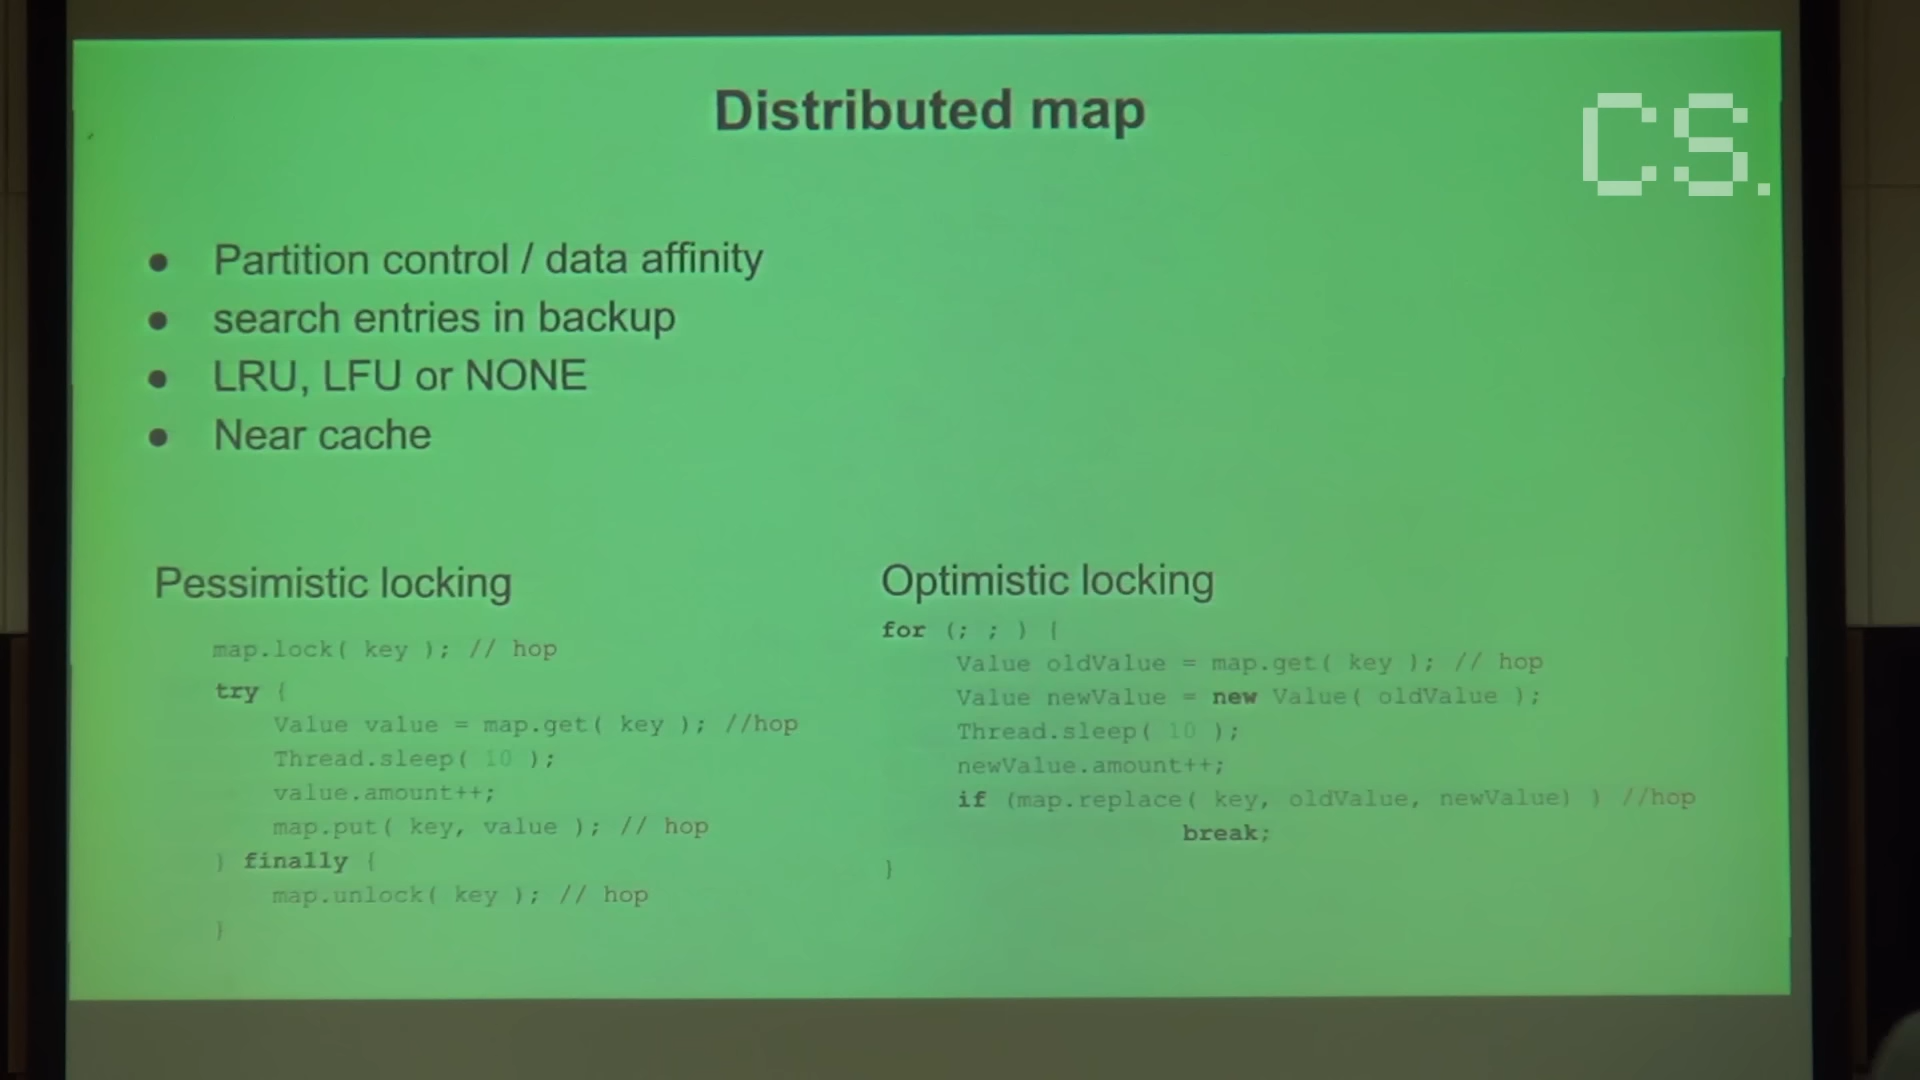 Distributed map
CS.
● Partition control / data affinity
● search entries in backup
● LRU, LFU or NONE
● Near cache
Pessimistic locking
map.lock( key ); // hop
try {
Value value = map.get( key ); //hop
Thread.sleep( 10 );
value.amount++;
map.put( key, value ); // hop
} finally {
map.unlock( key ); // hop
}
Optimistic locking
for (; ; ) {
Value oldValue = map.get( key ); // hop
Value newValue = new Value( oldValue );
Thread.sleep( 10 );
newValue.amount++;
if (map.replace( key, oldValue, newValue) ) //hop
break;
}